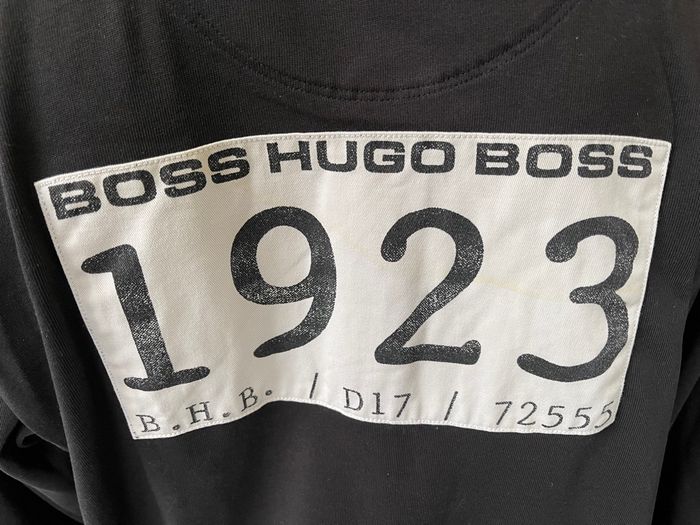 BOSS HUGO BOSS
1923
B.H.B. / D17 / 72555